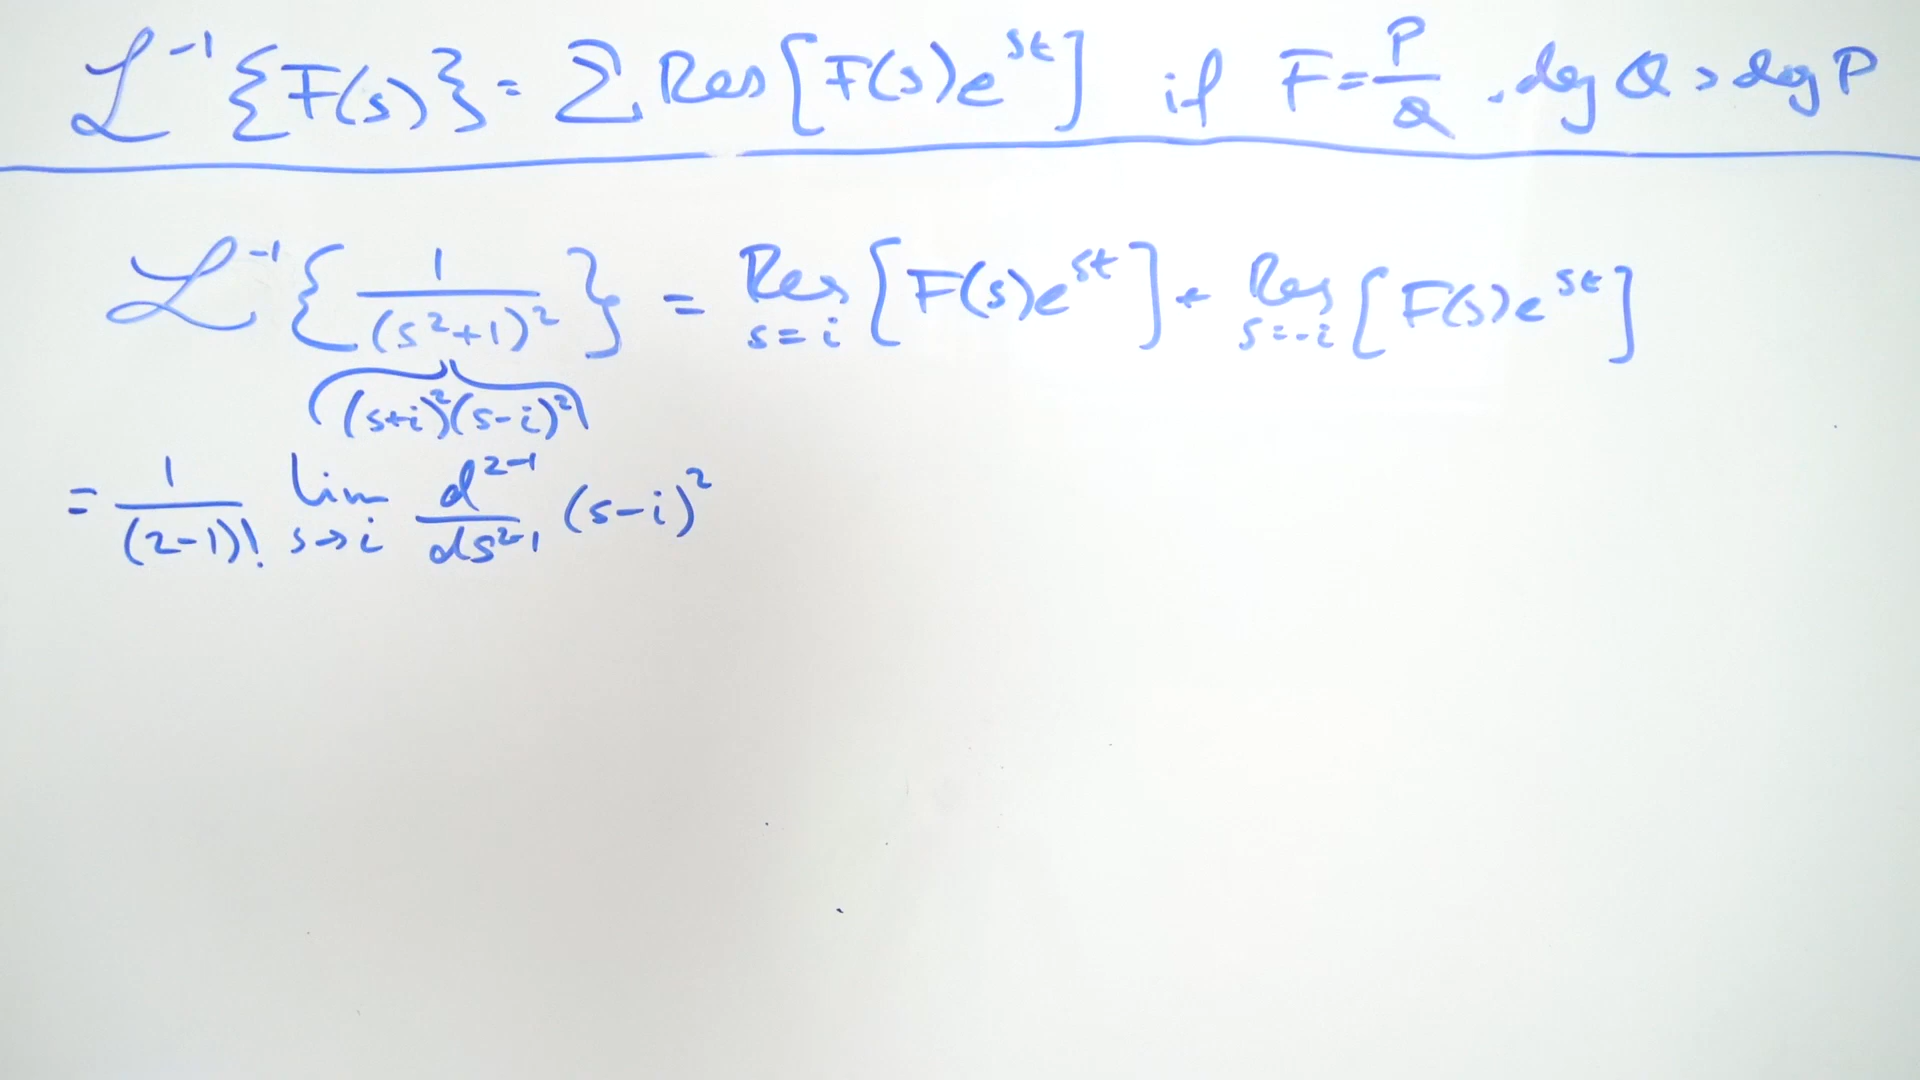 ℒ⁻¹{F(s)} = ∑ Res[F(s)e^{st}] if F = P/Q . deg Q > deg P
ℒ⁻¹{1/(s²+1)²} = Res_{s=i} [F(s)e^{st}] + Res_{s=-i} [F(s)e^{st}]
(s+i)²(s-i)²
= 1/(2-1)! lim_{s→i} d^{2-1}/ds^{2-1} (s-i)²